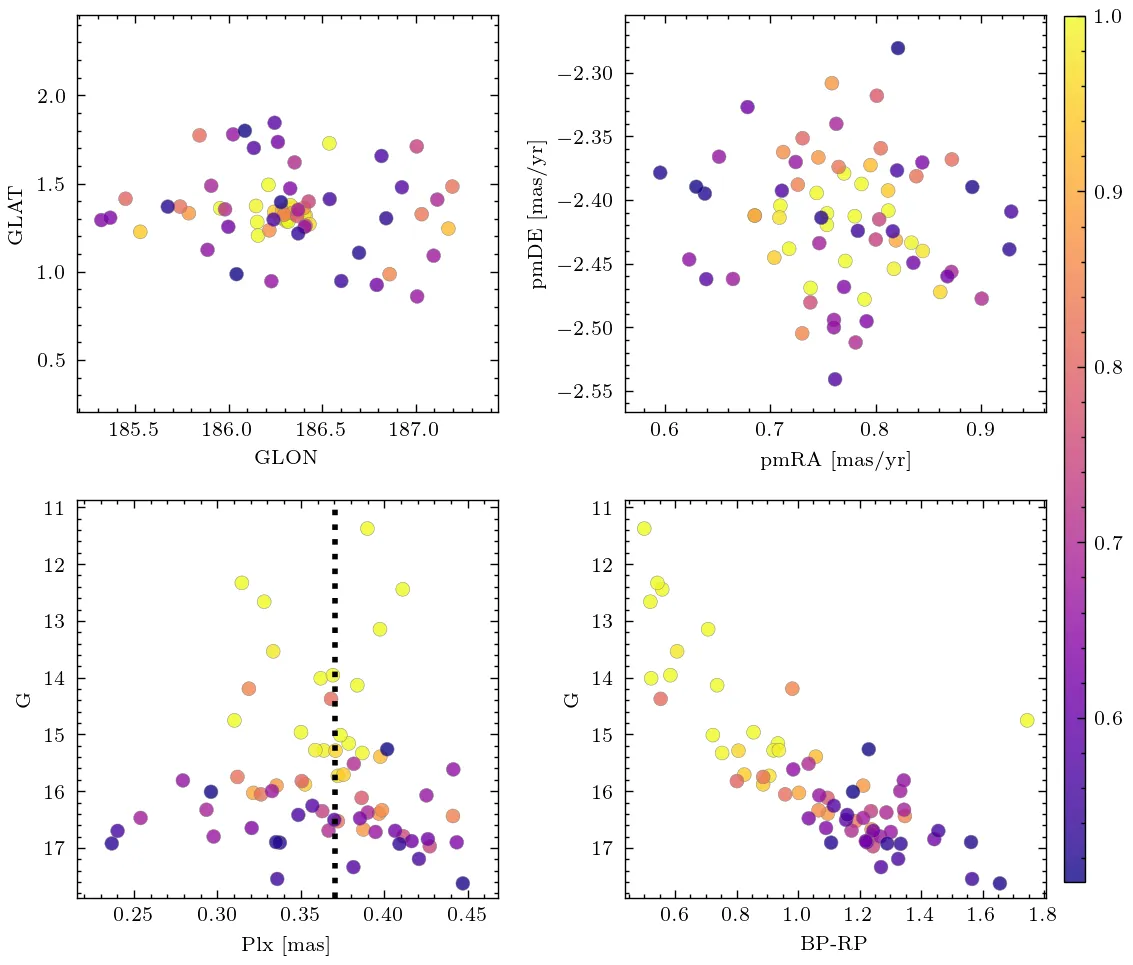 2.0
1.5
1.0
0.5
GLAT
185.5 186.0 186.5 187.0
GLON
−2.30
−2.35
−2.40
−2.45
−2.50
−2.55
pmDE [mas/yr]
0.6 0.7 0.8 0.9
pmRA [mas/yr]
1.0
0.9
0.8
0.7
0.6
11
12
13
14
15
16
17
G
0.25 0.30 0.35 0.40 0.45
Plx [mas]
11
12
13
14
15
16
17
G
0.6 0.8 1.0 1.2 1.4 1.6 1.8
BP-RP